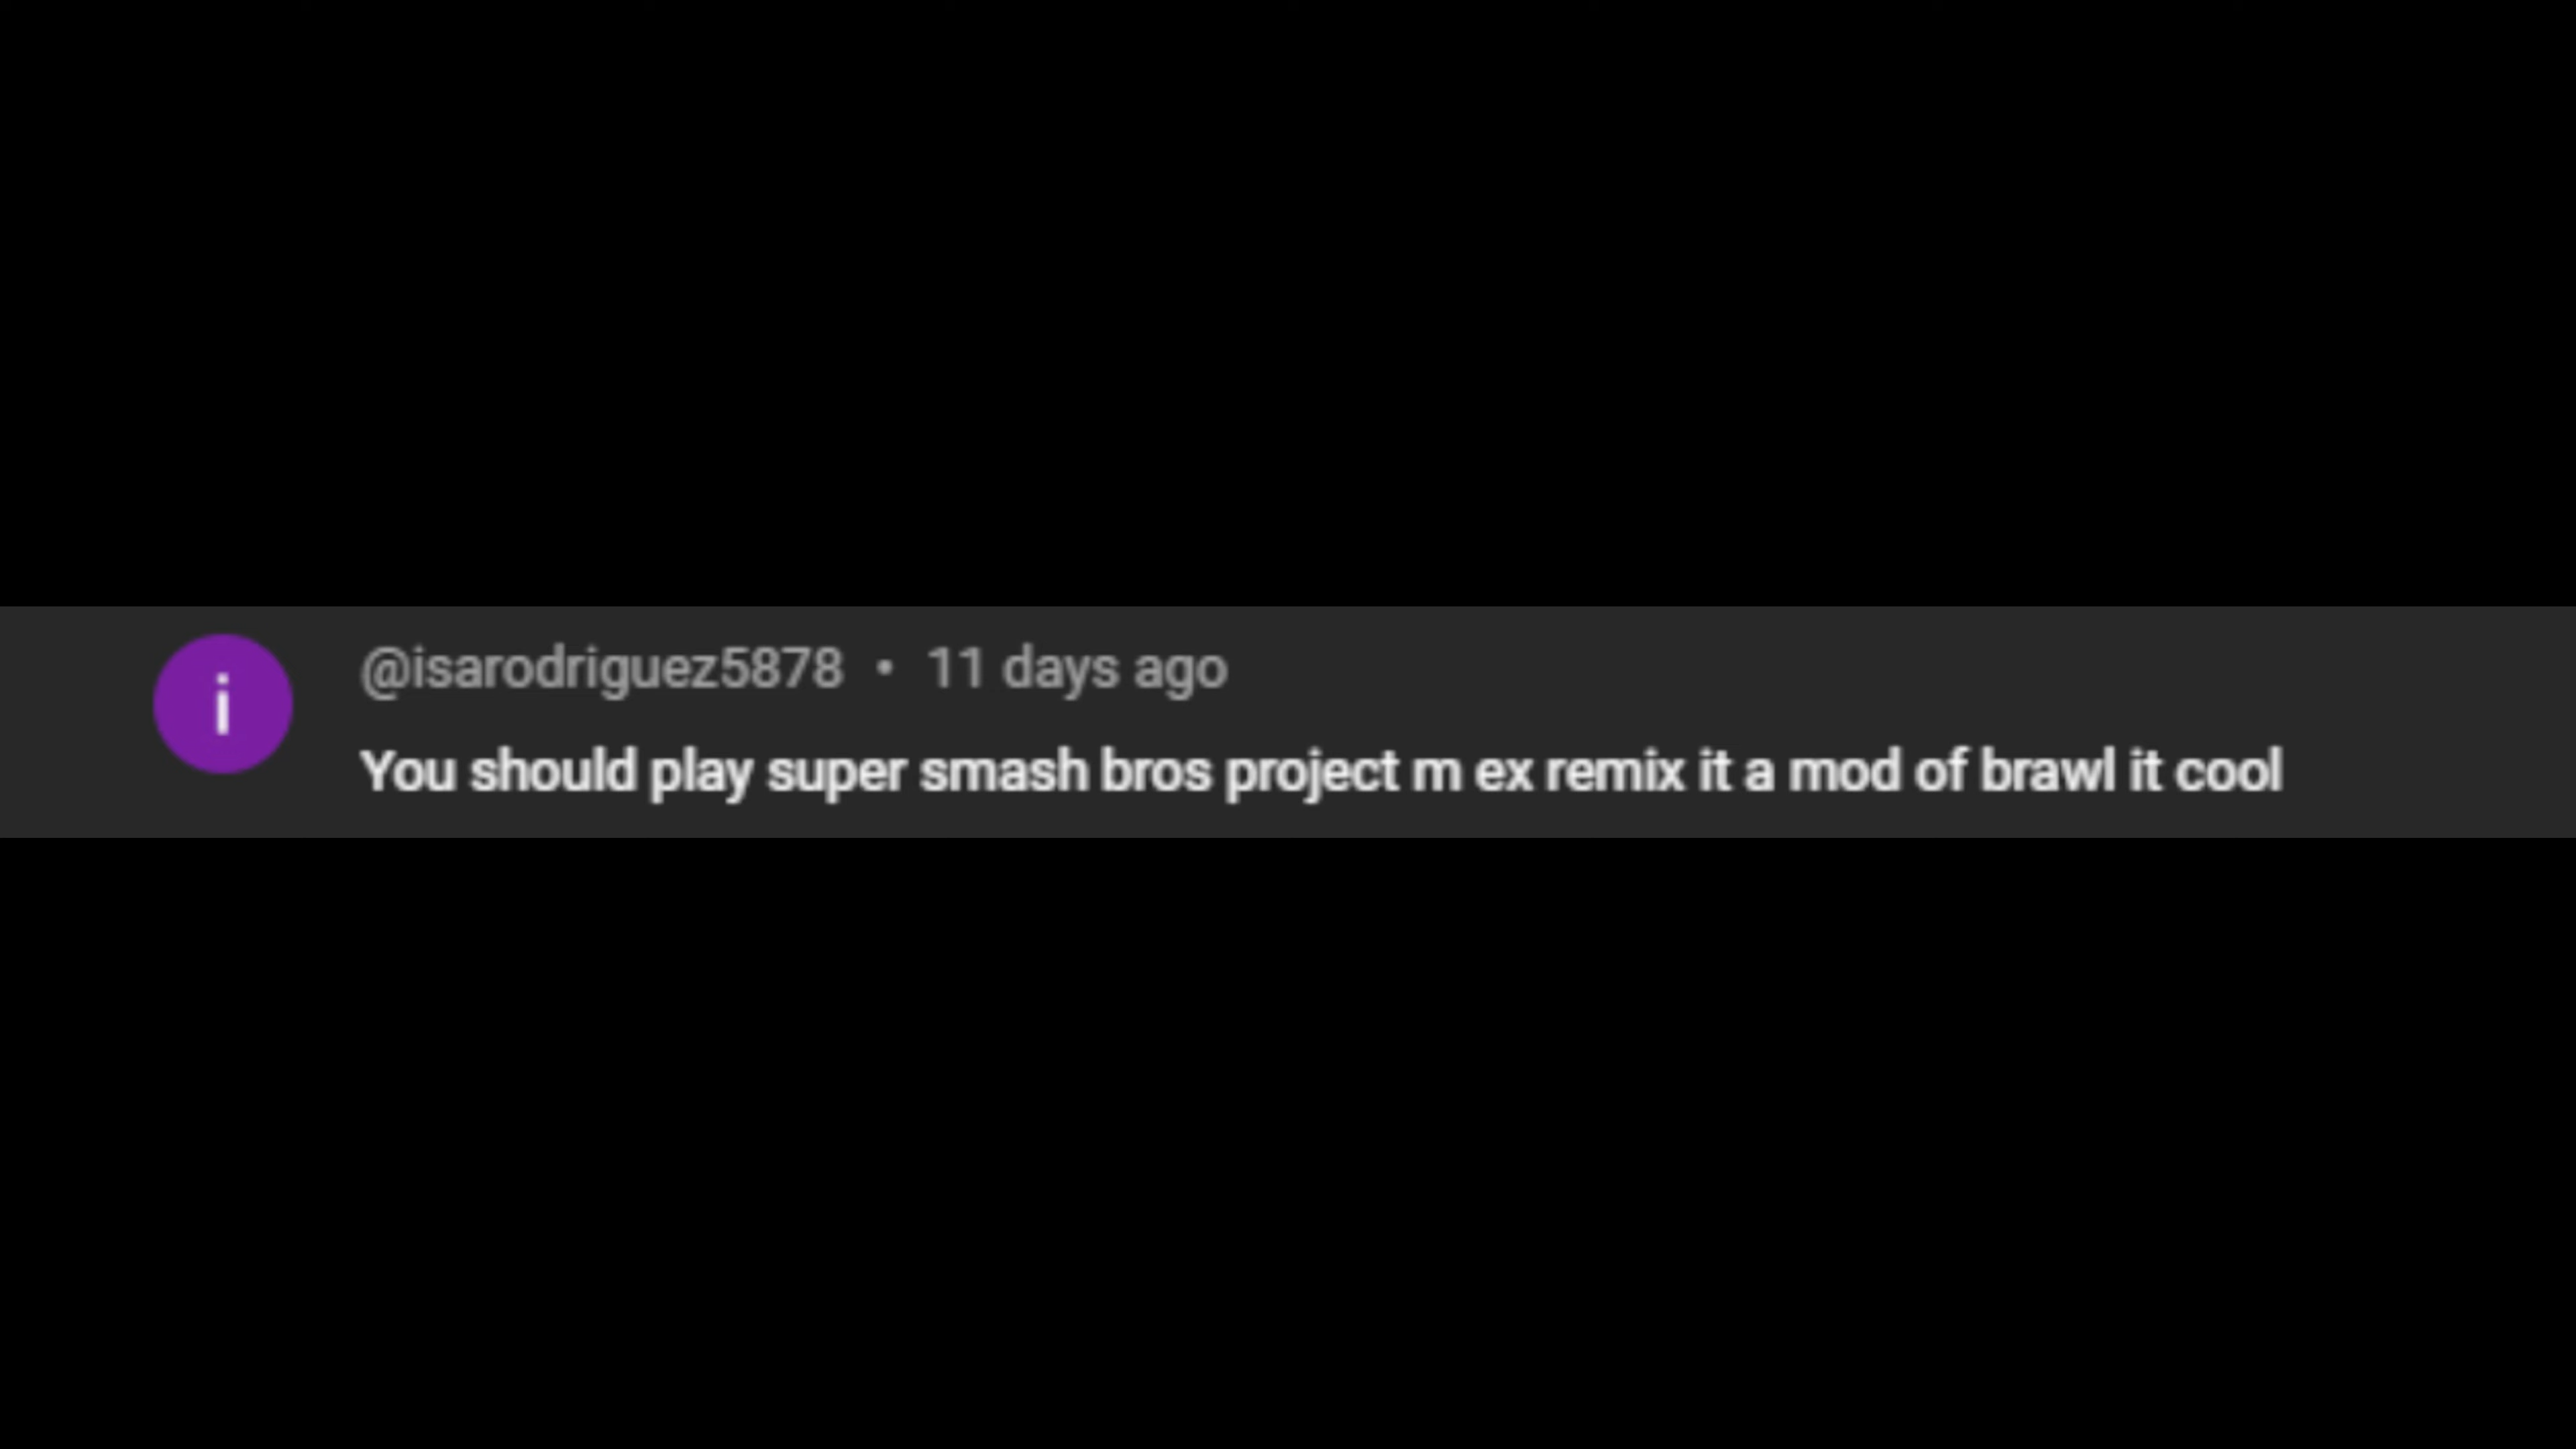 i
@isarodriguez5878 • 11 days ago
You should play super smash bros project m ex remix it a mod of brawl it cool